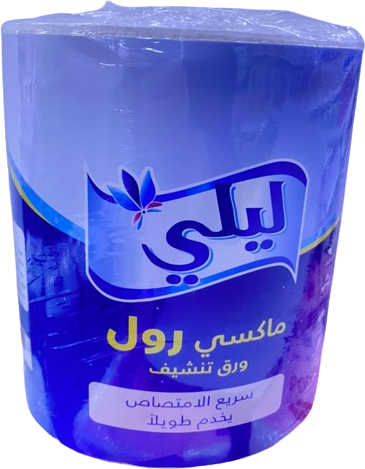 ليلي
ماكسي رول
ورق تنشيف
سريع الامتصاص
يخدم طويلاً